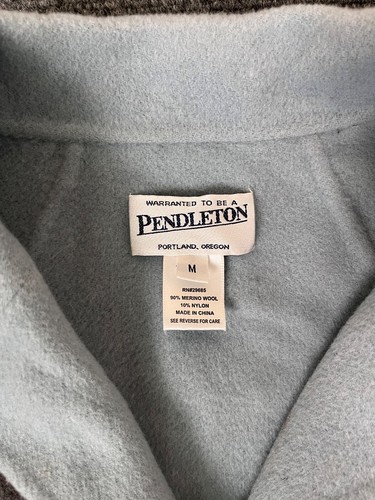 WARRANTED TO BE A
PENDLETON
PORTLAND, OREGON
M
RN#29685
90% MERINO WOOL
10% NYLON
MADE IN CHINA
SEE REVERSE FOR CARE